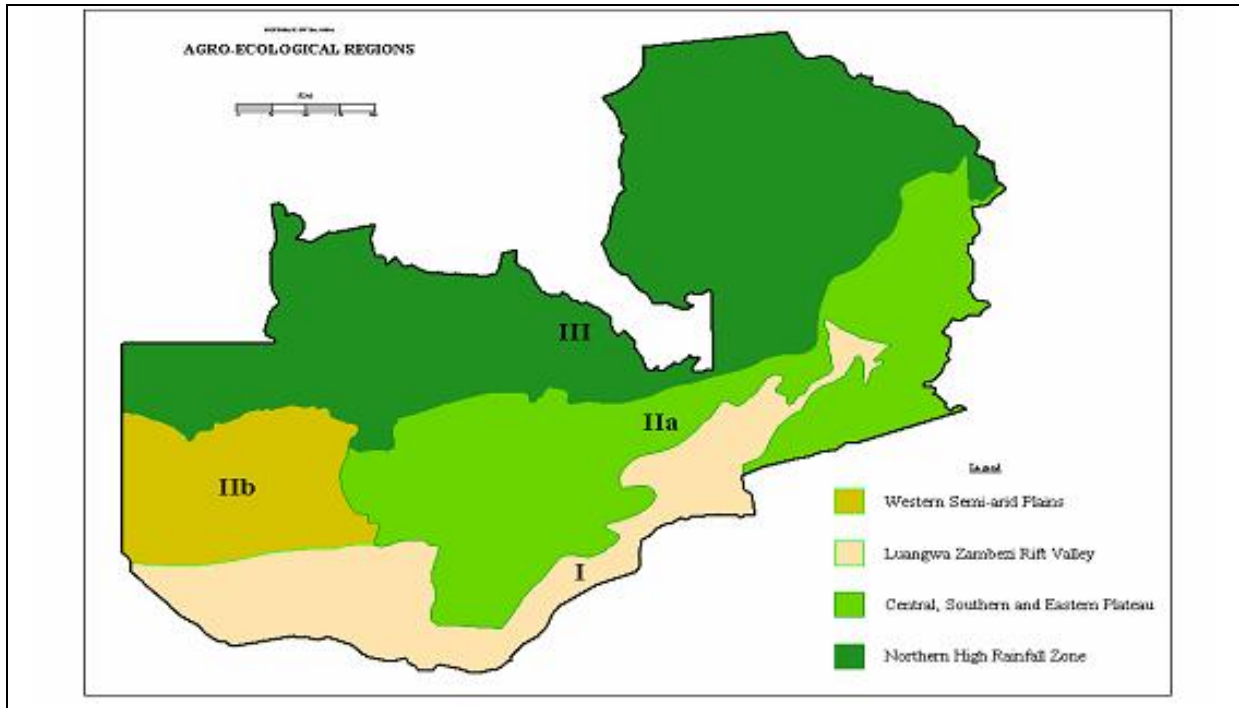 AGRO-ECOLOGICAL REGIONS
III
IIa
IIb
I
Western Semi-arid Plains
Luangwa Zambezi Rift Valley
Central, Southern and Eastern Plateau
Northern High Rainfall Zone